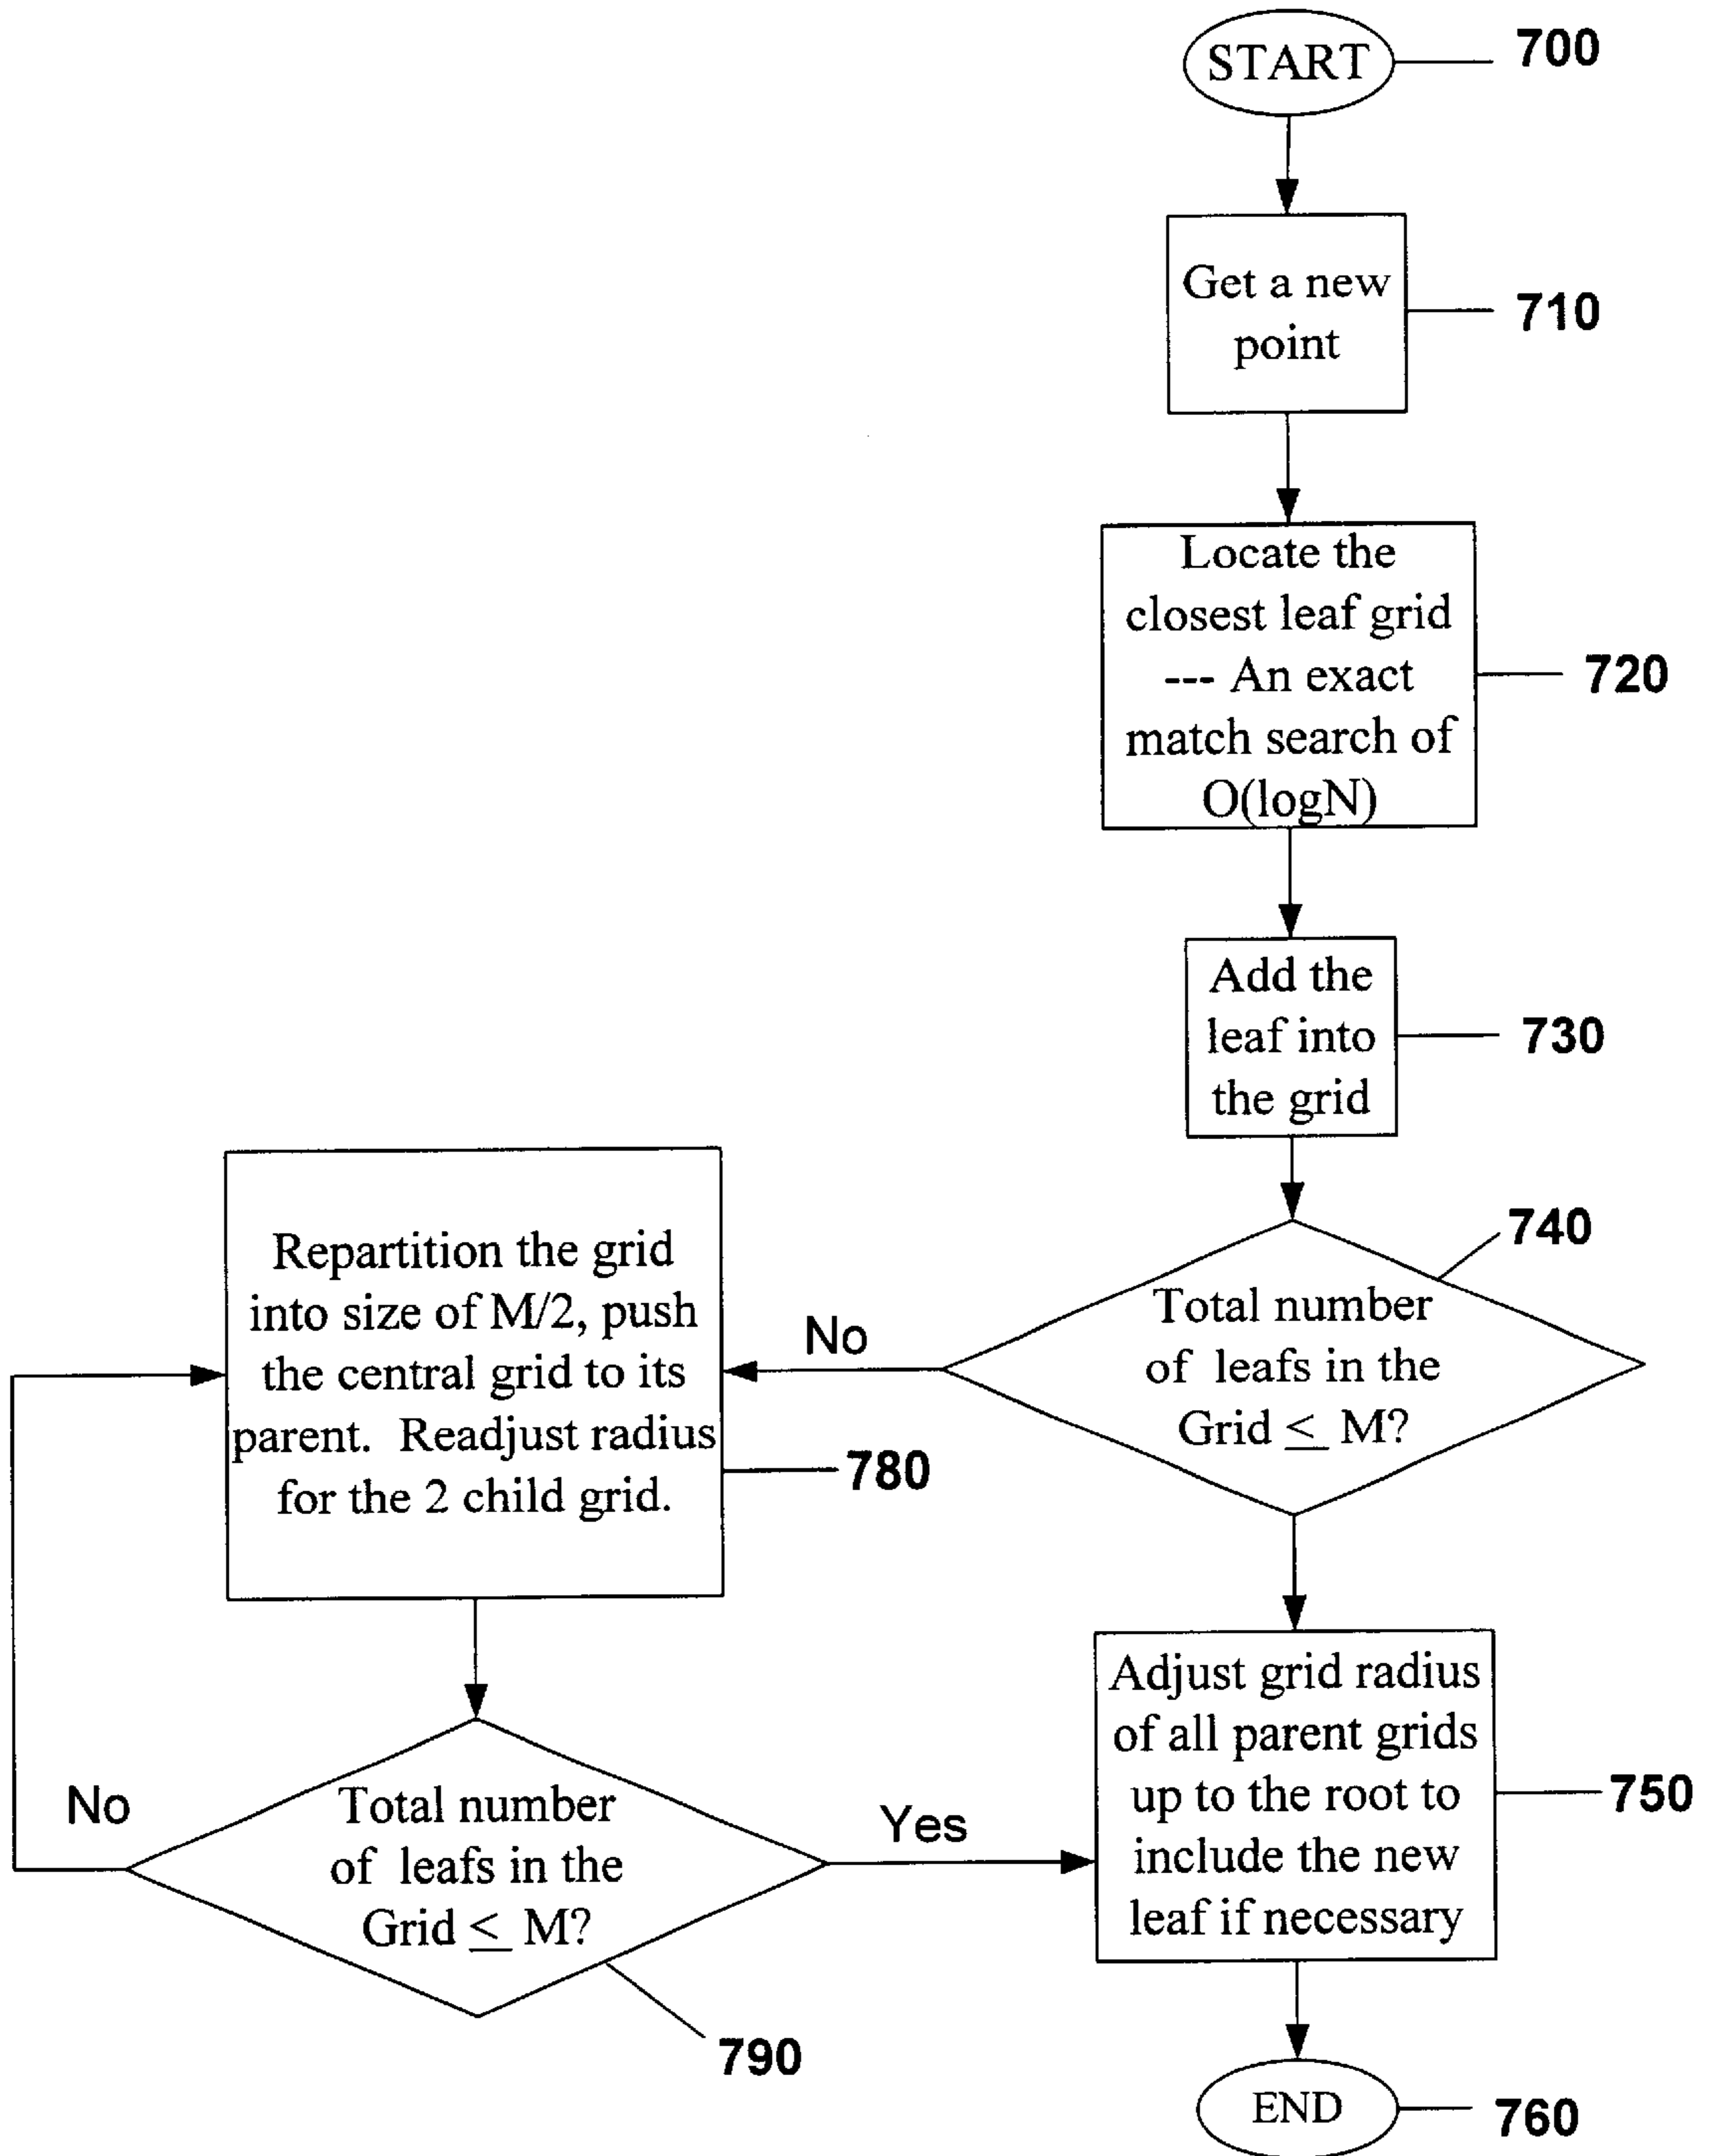 START
700
Get a new
point
710
Locate the
closest leaf grid
--- An exact
match search of
O(logN)
720
Add the
leaf into
the grid
730
740
Total number
of leafs in the
Grid ≤ M?
No
Repartition the grid
into size of M/2, push
the central grid to its
parent. Readjust radius
for the 2 child grid.
780
Total number
of leafs in the
Grid ≤ M?
No
Yes
790
Adjust grid radius
of all parent grids
up to the root to
include the new
leaf if necessary
750
END
760